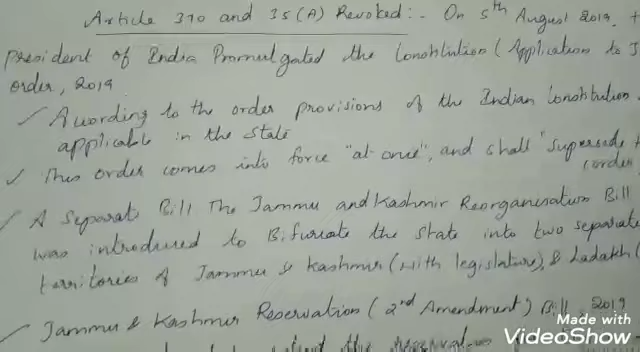 Article 370 and 35(A) Revoked:- On 5th August 2019,
president of India Promulgated the Constitution (Application to J
order, 2019
✓ According to the order provisions of the Indian Constitution
applicable in the state
✓ This order comes into force "at once", and shall "supersede
(order
✓ A Separate Bill The Jammu and Kashmir Reorganisation Bill
was introduced to Bifurcate the state into two separate
territories of Jammu & Kashmir (with legislature), & Ladakh (
✓ Jammu & Kashmir Reservation (2nd Amendment) Bill, 2019
the
Made with
VideoShow